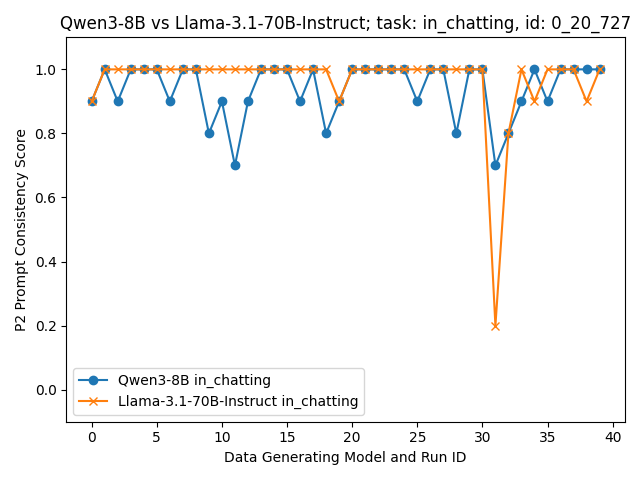 Qwen3-8B vs Llama-3.1-70B-Instruct; task: in_chatting, id: 0_20_727
P2 Prompt Consistency Score
1.0
0.8
0.6
0.4
0.2
0.0
Qwen3-8B in_chatting
Llama-3.1-70B-Instruct in_chatting
0 5 10 15 20 25 30 35 40
Data Generating Model and Run ID